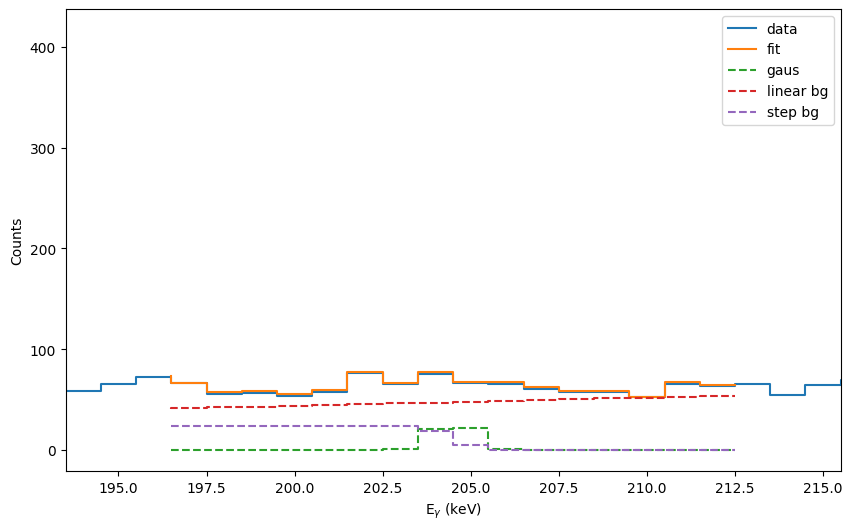 data
fit
gaus
linear bg
step bg
400
300
200
100
0
Counts
195.0 197.5 200.0 202.5 205.0 207.5 210.0 212.5 215.0
Eγ (keV)